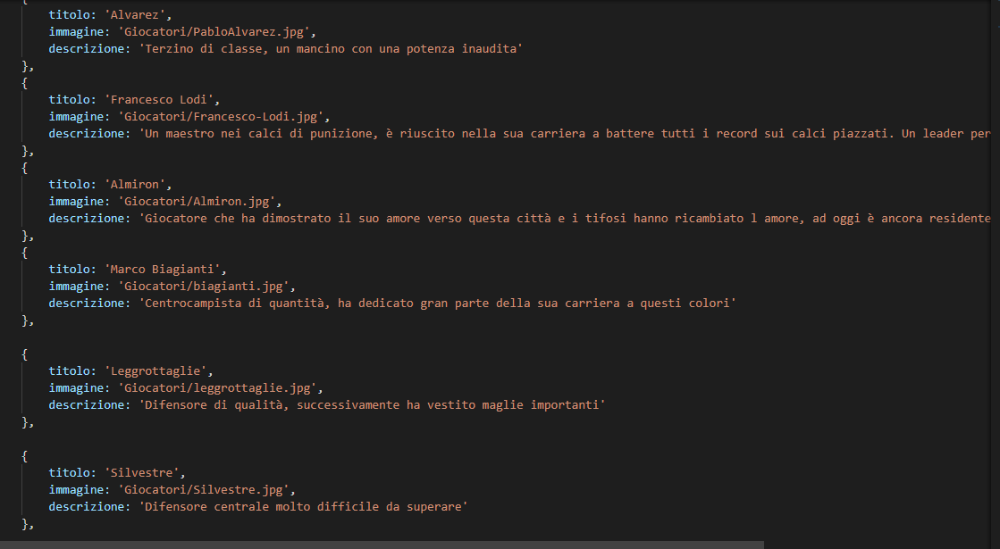 {
titolo: 'Alvarez',
immagine: 'Giocatori/PabloAlvarez.jpg',
descrizione: 'Terzino di classe, un mancino con una potenza inaudita'
},
{
titolo: 'Francesco Lodi',
immagine: 'Giocatori/Francesco-Lodi.jpg',
descrizione: 'Un maestro nei calci di punizione, è riuscito nella sua carriera a battere tutti i record sui calci piazzati. Un leader per
},
{
titolo: 'Almiron',
immagine: 'Giocatori/Almiron.jpg',
descrizione: 'Giocatore che ha dimostrato il suo amore verso questa città e i tifosi hanno ricambiato l amore, ad oggi è ancora residente
},
{
titolo: 'Marco Biagianti',
immagine: 'Giocatori/biagianti.jpg',
descrizione: 'Centrocampista di quantità, ha dedicato gran parte della sua carriera a questi colori'
},
{
titolo: 'Leggrottaglie',
immagine: 'Giocatori/leggrottaglie.jpg',
descrizione: 'Difensore di qualità, successivamente ha vestito maglie importanti'
},
{
titolo: 'Silvestre',
immagine: 'Giocatori/Silvestre.jpg',
descrizione: 'Difensore centrale molto difficile da superare'
},